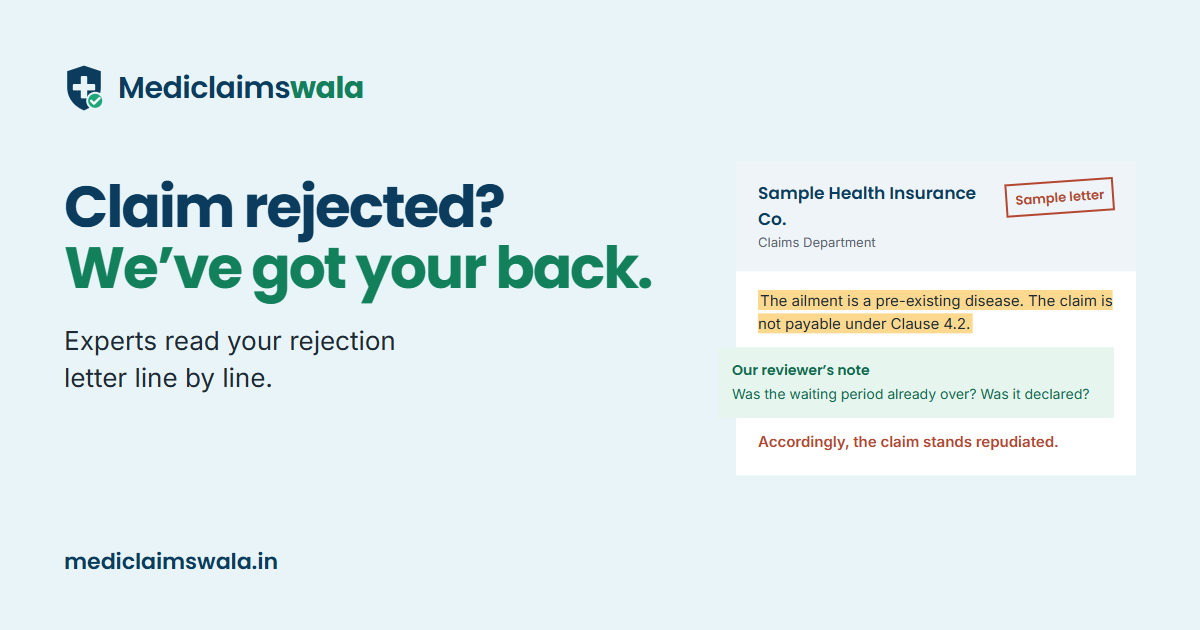 Mediclaimswala
Claim rejected?
We’ve got your back.
Experts read your rejection
letter line by line.
mediclaimswala.in
Sample Health Insurance
Co.
Claims Department
Sample letter
The ailment is a pre-existing disease. The claim is
not payable under Clause 4.2.
Our reviewer’s note
Was the waiting period already over? Was it declared?
Accordingly, the claim stands repudiated.